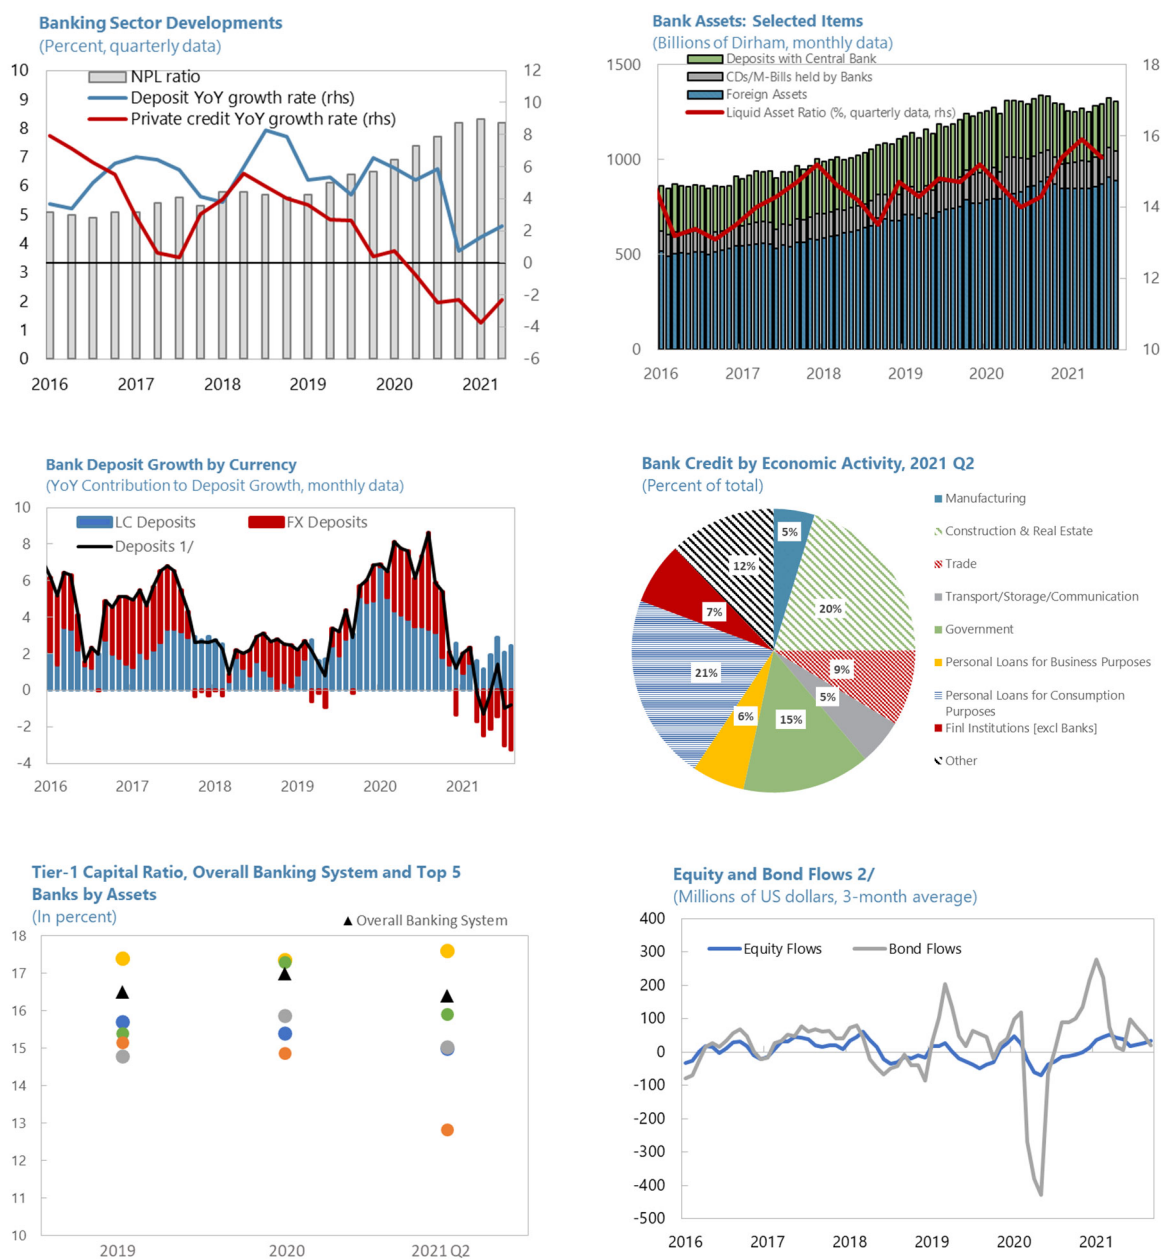 Banking Sector Developments
(Percent, quarterly data)
10
9
8
7
6
5
4
3
2
1
0
12
10
8
6
4
2
0
-2
-4
-6
NPL ratio
Deposit YoY growth rate (rhs)
Private credit YoY growth rate (rhs)
2016 2017 2018 2019 2020 2021
Bank Assets: Selected Items
(Billions of Dirham, monthly data)
1500
1000
500
0
18
16
14
12
10
Deposits with Central Bank
CDs/M-Bills held by Banks
Foreign Assets
Liquid Asset Ratio (%, quarterly data, rhs)
2016 2017 2018 2019 2020 2021
Bank Deposit Growth by Currency
(YoY Contribution to Deposit Growth, monthly data)
10
8
6
4
2
0
-2
-4
LC Deposits FX Deposits
Deposits 1/
2016 2017 2018 2019 2020 2021
Bank Credit by Economic Activity, 2021 Q2
(Percent of total)
5%
20%
9%
5%
15%
6%
21%
7%
12%
Manufacturing
Construction & Real Estate
Trade
Transport/Storage/Communication
Government
Personal Loans for Business Purposes
Personal Loans for Consumption
Purposes
Finl Institutions [excl Banks]
Other
Tier-1 Capital Ratio, Overall Banking System and Top 5
Banks by Assets
(In percent)
Overall Banking System
18
17
16
15
14
13
12
11
10
2019 2020 2021 Q2
Equity and Bond Flows 2/
(Millions of US dollars, 3-month average)
400
300
200
100
0
-100
-200
-300
-400
-500
Equity Flows Bond Flows
2016 2017 2018 2019 2020 2021